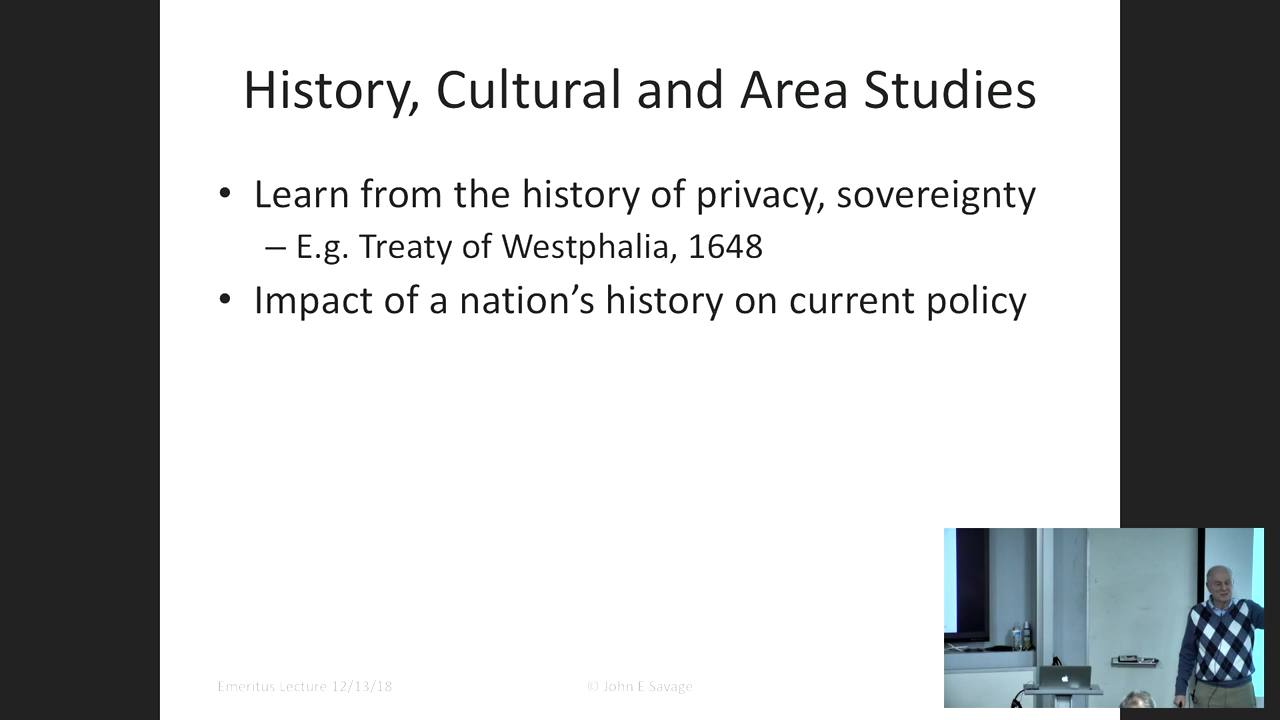 History, Cultural and Area Studies
• Learn from the history of privacy, sovereignty
– E.g. Treaty of Westphalia, 1648
• Impact of a nation’s history on current policy
Emeritus Lecture 12/13/18
© John E Savage